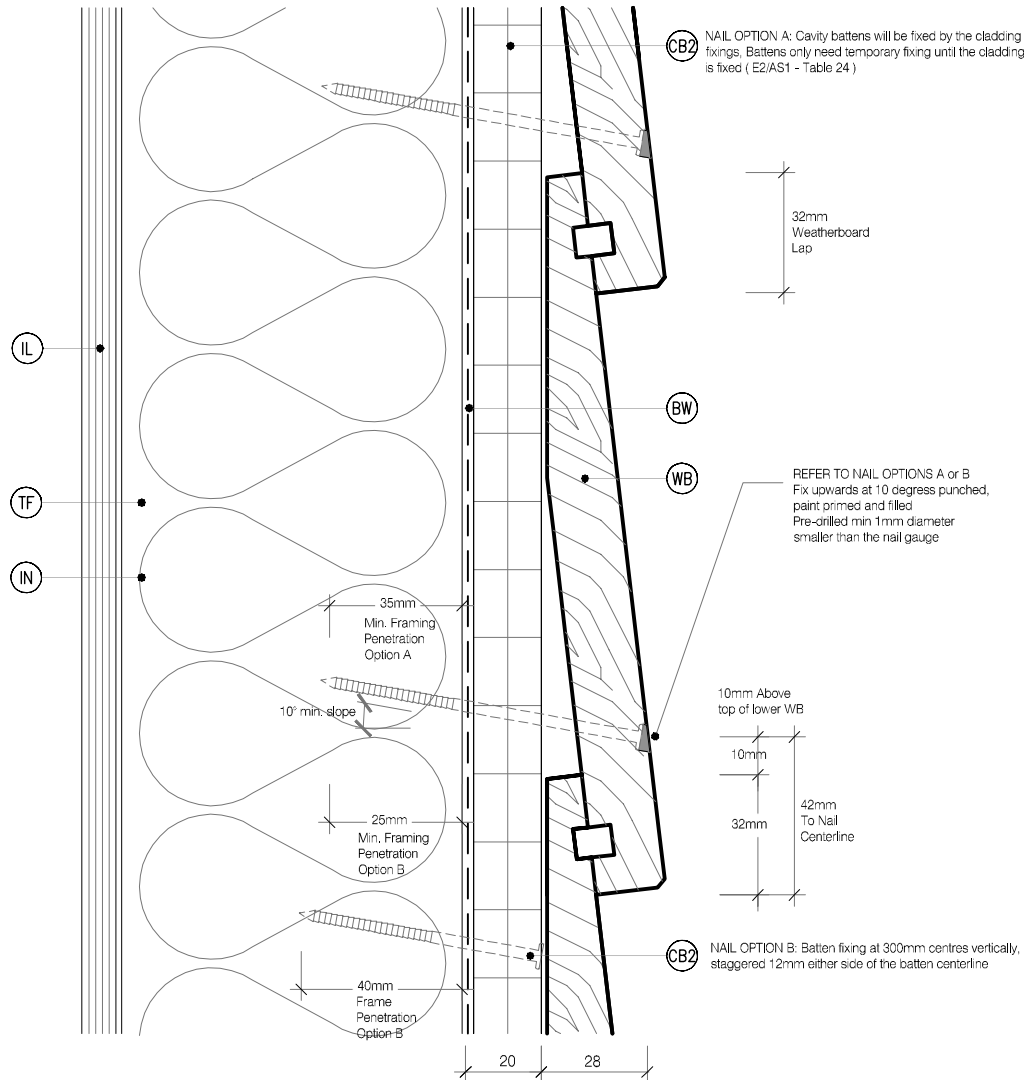 CB2
NAIL OPTION A: Cavity battens will be fixed by the cladding
fixings, Battens only need temporary fixing until the cladding
is fixed ( E2/AS1 - Table 24 )
32mm
Weatherboard
Lap
IL
BW
WB
REFER TO NAIL OPTIONS A or B
Fix upwards at 10 degrees punched,
paint primed and filled
Pre-drilled min 1mm diameter
smaller than the nail gauge
TF
IN
35mm
Min. Framing
Penetration
Option A
10° min. slope
10mm Above
top of lower WB
10mm
32mm
42mm
To Nail
Centerline
25mm
Min. Framing
Penetration
Option B
CB2
NAIL OPTION B: Batten fixing at 300mm centres vertically,
staggered 12mm either side of the batten centerline
40mm
Frame
Penetration
Option B
20
28